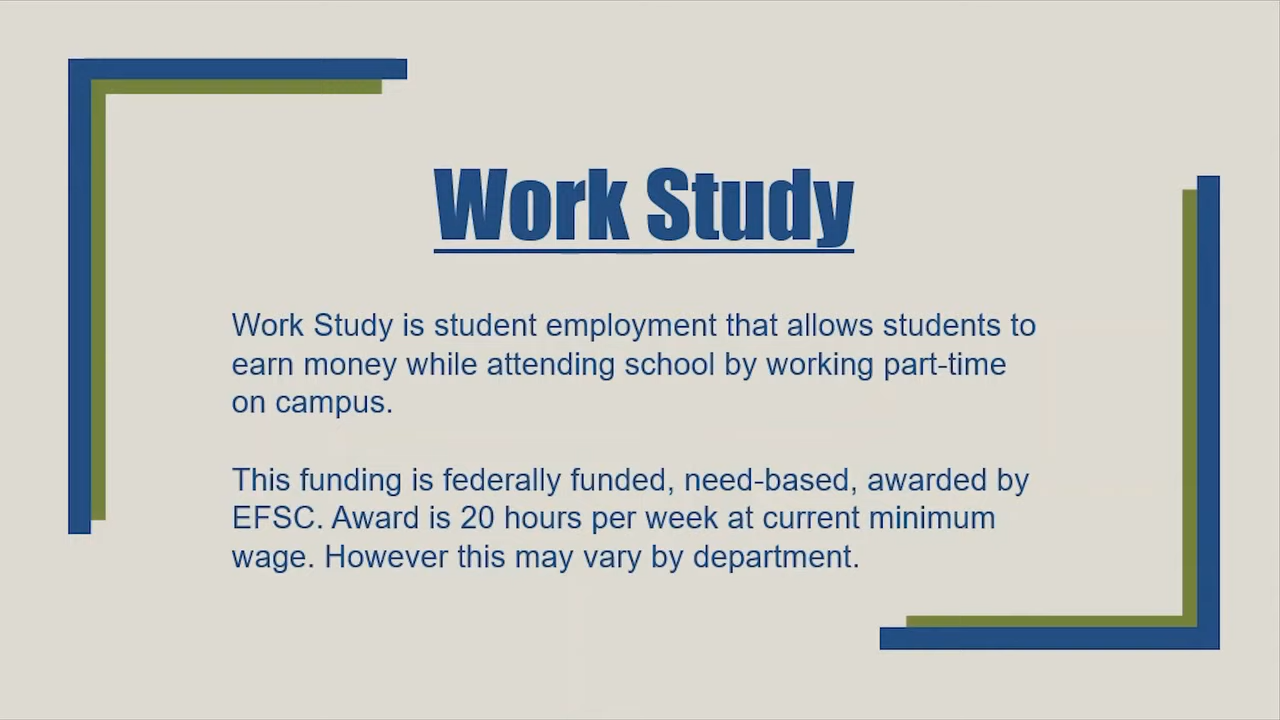 Work Study
Work Study is student employment that allows students to
earn money while attending school by working part-time
on campus.
This funding is federally funded, need-based, awarded by
EFSC. Award is 20 hours per week at current minimum
wage. However this may vary by department.